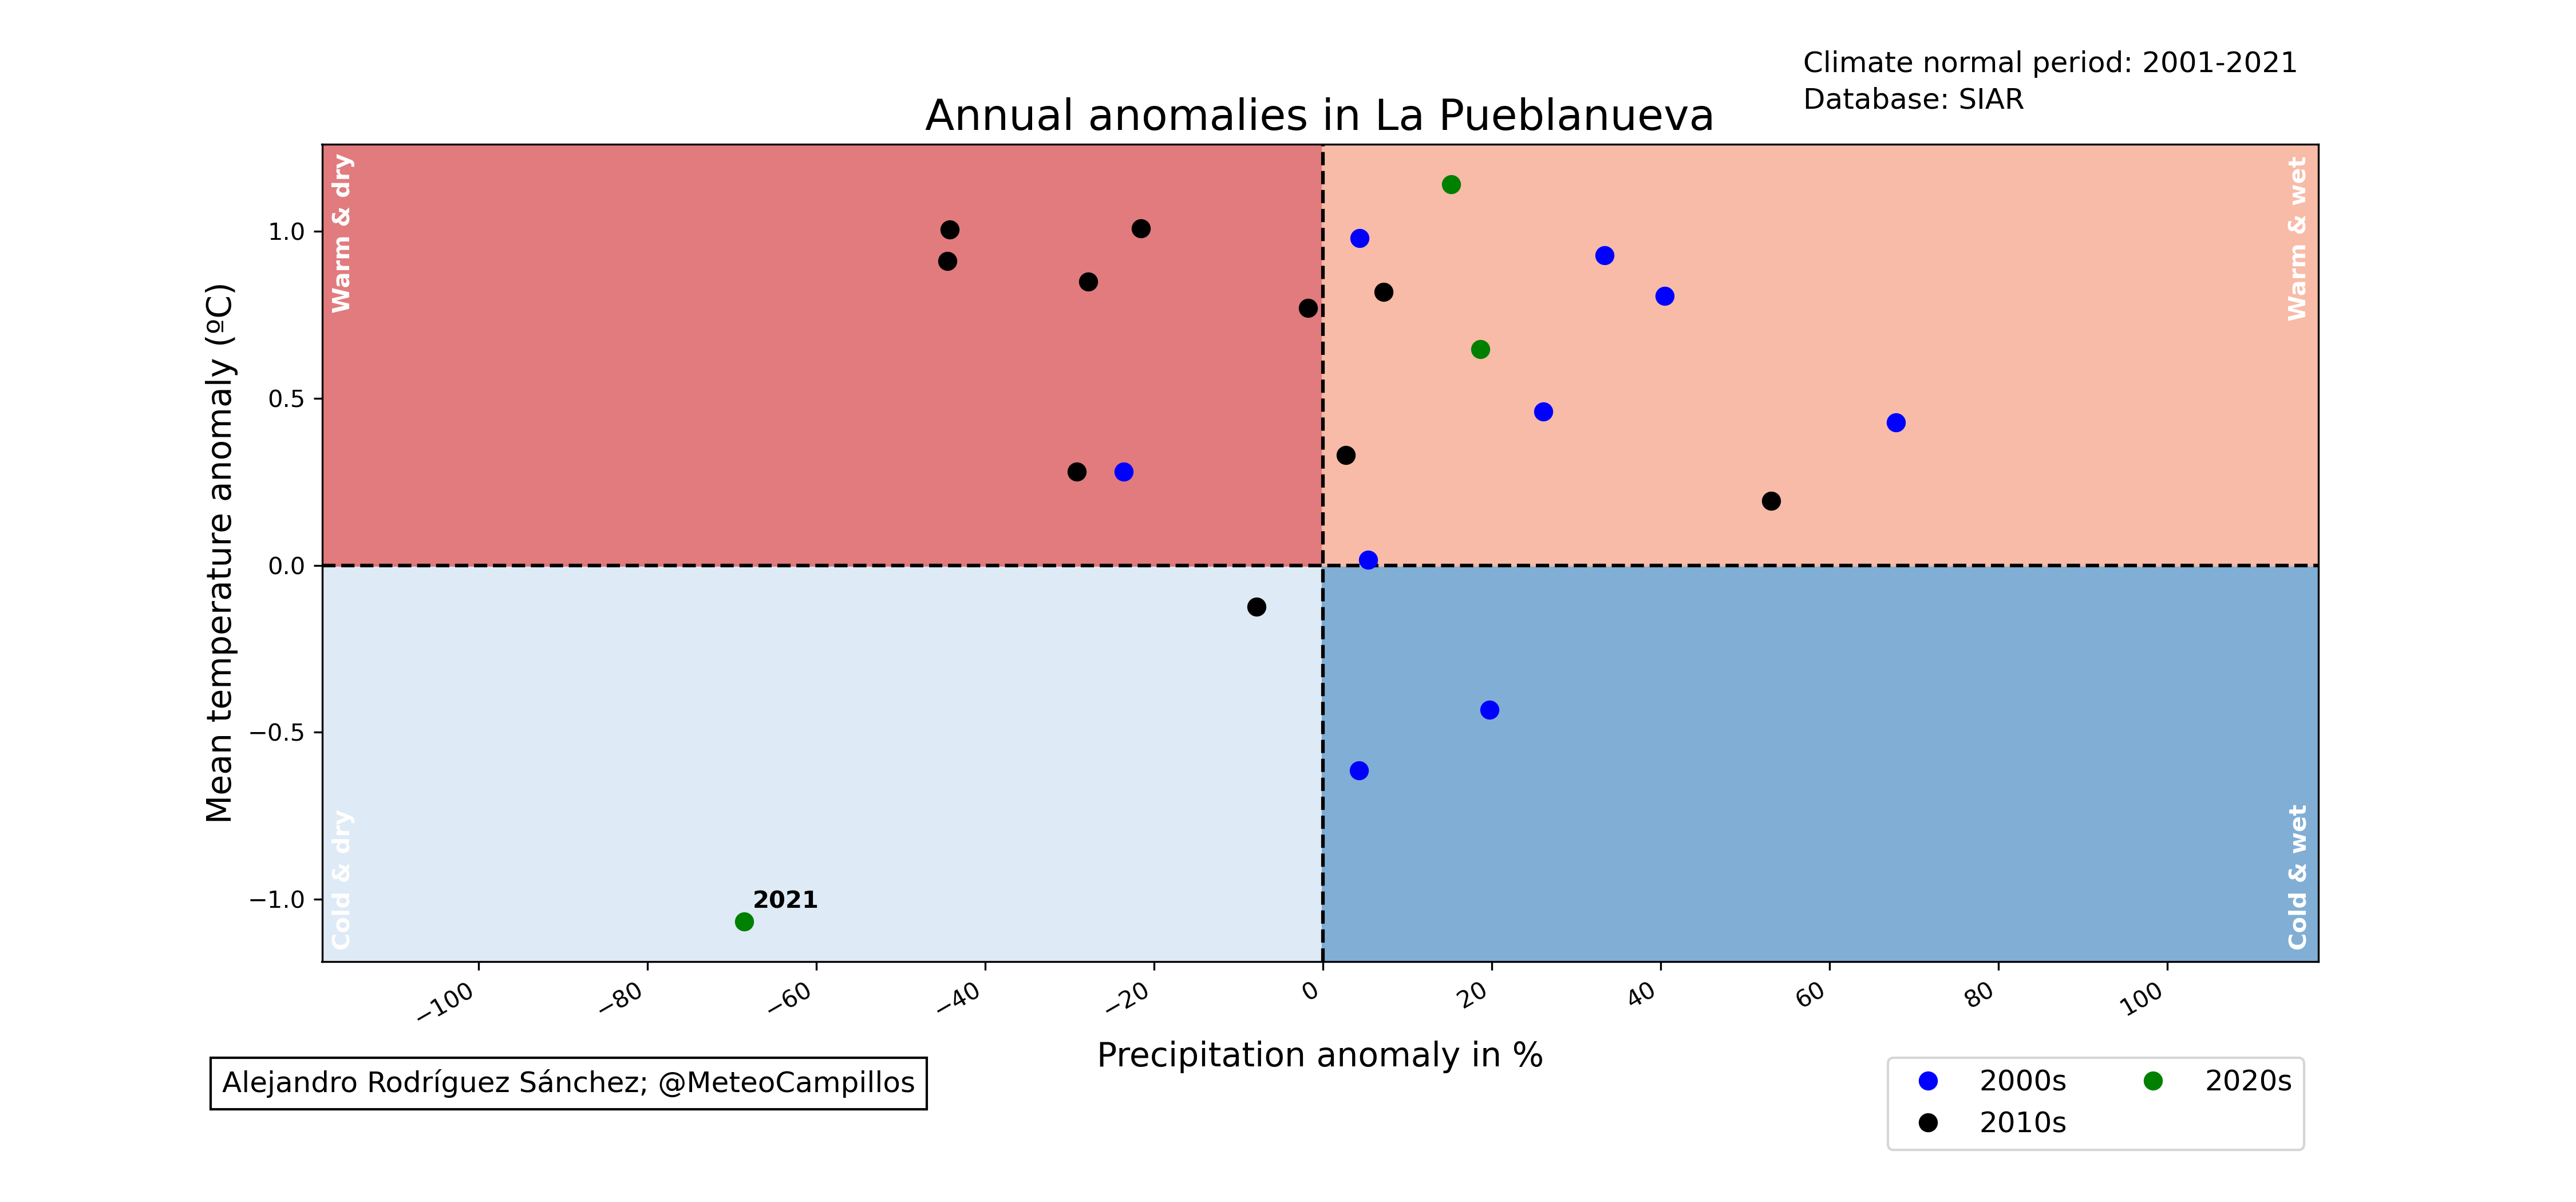 Climate normal period: 2001-2021
Database: SIAR
Annual anomalies in La Pueblanueva
Warm & dry
Warm & wet
Mean temperature anomaly (ºC)
1.0
0.5
0.0
−0.5
−1.0
2021
Cold & dry
Cold & wet
−100 −80 −60 −40 −20 0 20 40 60 80 100
Precipitation anomaly in %
Alejandro Rodríguez Sánchez; @MeteoCampillos
2000s 2020s
2010s